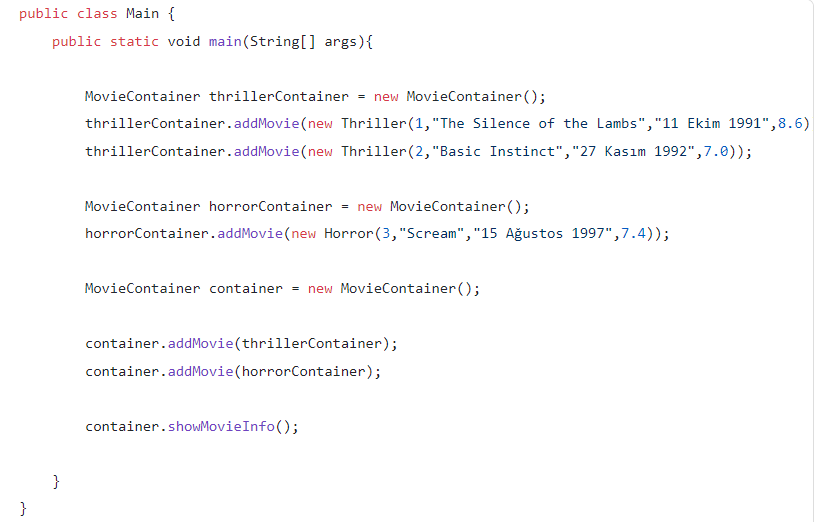 public class Main {
public static void main(String[] args){
MovieContainer thrillerContainer = new MovieContainer();
thrillerContainer.addMovie(new Thriller(1,"The Silence of the Lambs","11 Ekim 1991",8.6)
thrillerContainer.addMovie(new Thriller(2,"Basic Instinct","27 Kasım 1992",7.0));
MovieContainer horrorContainer = new MovieContainer();
horrorContainer.addMovie(new Horror(3,"Scream","15 Ağustos 1997",7.4));
MovieContainer container = new MovieContainer();
container.addMovie(thrillerContainer);
container.addMovie(horrorContainer);
container.showMovieInfo();
}
}